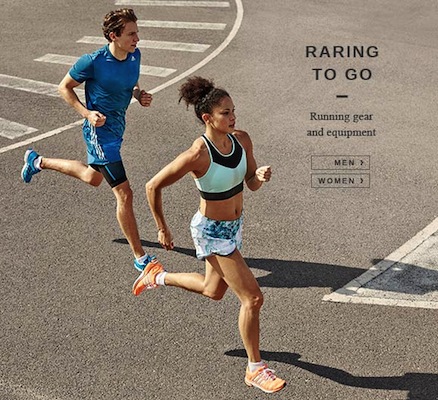 RARING
TO GO
Running gear
and equipment
MEN ›
WOMEN ›